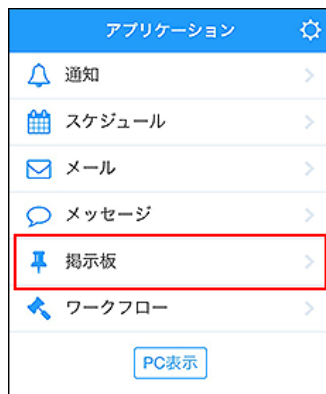 アプリケーション
通知
スケジュール
メール
メッセージ
掲示板
ワークフロー
PC表示